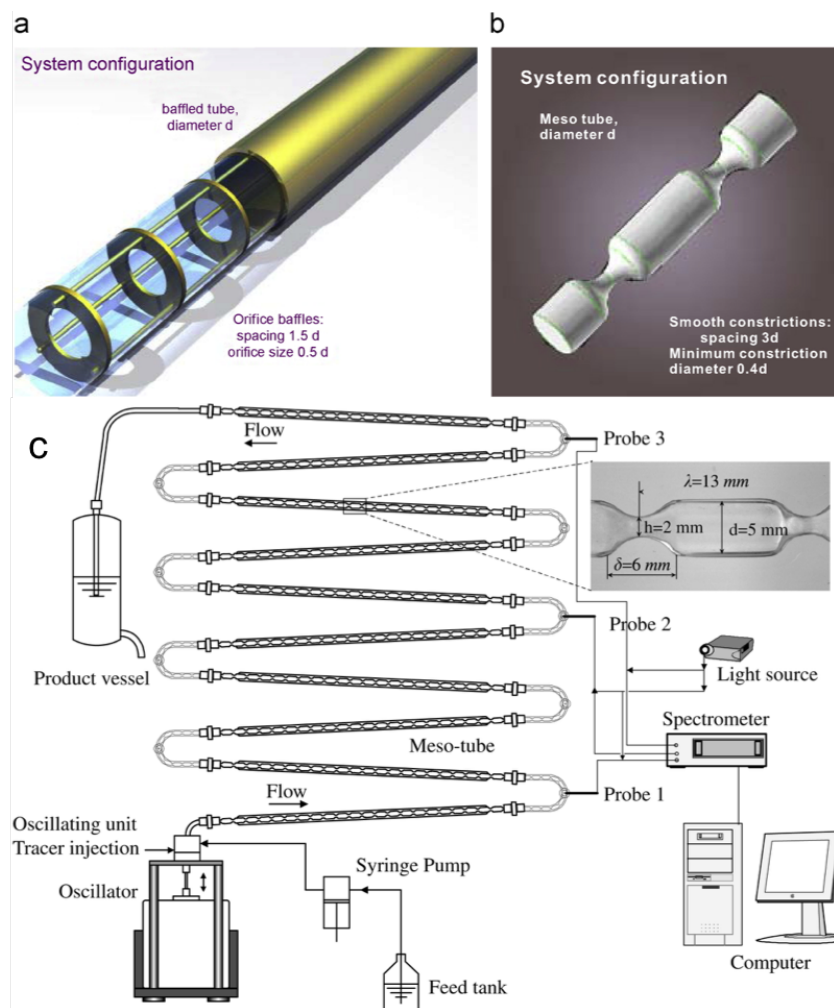 a
System configuration
baffled tube,
diameter d
Orifice baffles:
spacing 1.5 d
orifice size 0.5 d
b
System configuration
Meso tube,
diameter d
Smooth constrictions:
spacing 3d
Minimum constriction
diameter 0.4d
c
Flow
Probe 3
λ=13 mm
h=2 mm
d=5 mm
δ=6 mm
Probe 2
Product vessel
Light source
Spectrometer
Meso-tube
Probe 1
Flow
Oscillating unit
Tracer injection
Syringe Pump
Oscillator
Computer
Feed tank